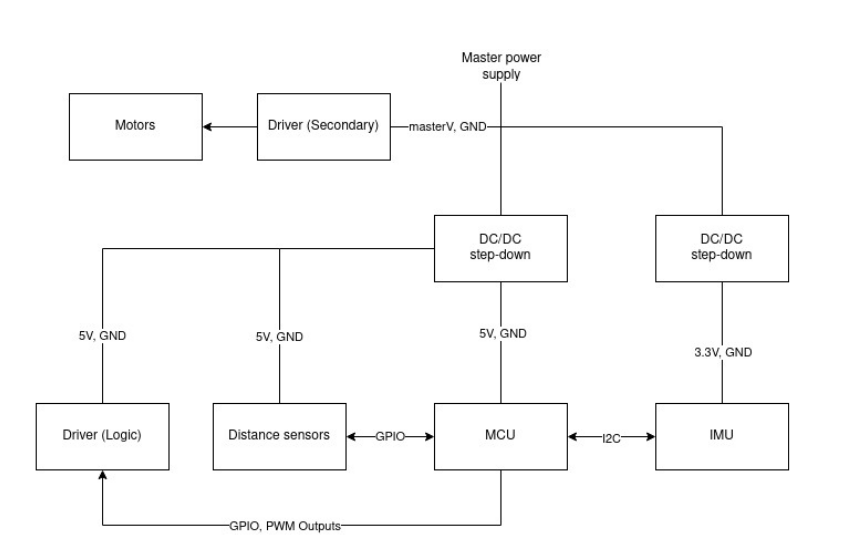 Master power
supply
Motors
Driver (Secondary)
masterV, GND
DC/DC
step-down
DC/DC
step-down
5V, GND
5V, GND
5V, GND
3.3V, GND
Driver (Logic)
Distance sensors
GPIO
MCU
I2C
IMU
GPIO, PWM Outputs